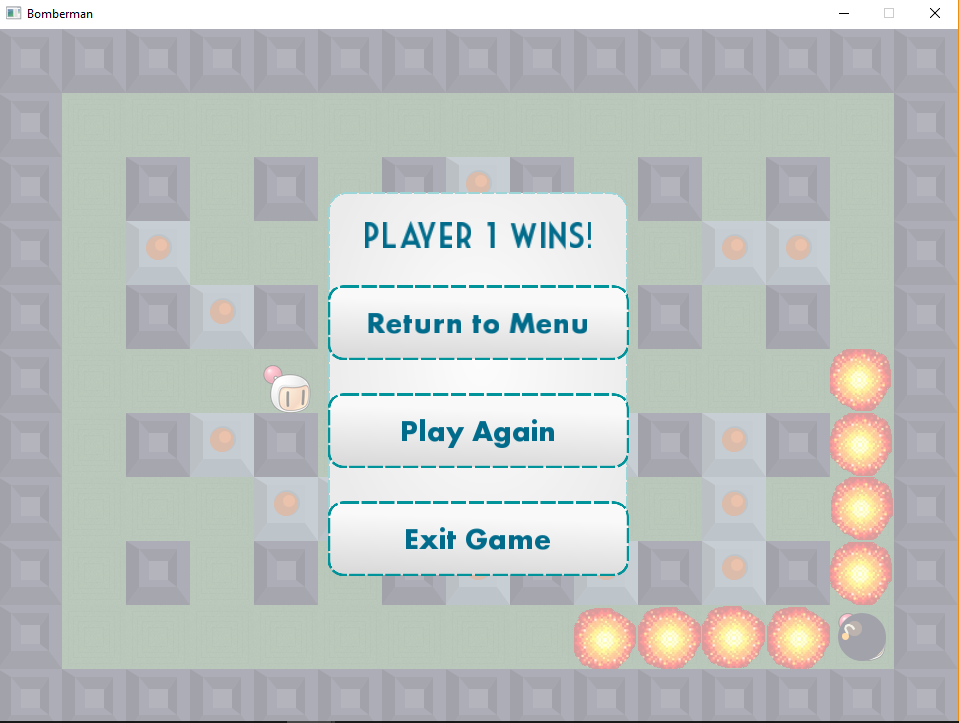 Bomberman
PLAYER 1 WINS!
Return to Menu
Play Again
Exit Game